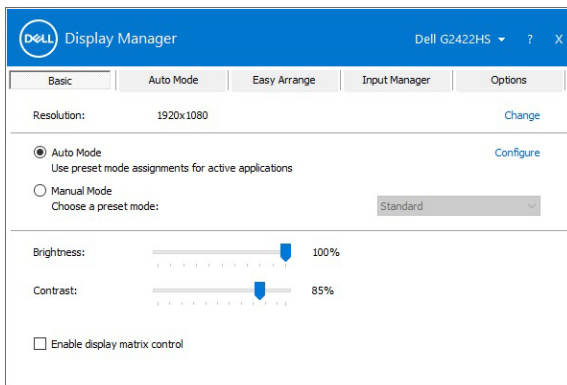 DELL Display Manager Dell G2422HS ? X
Basic Auto Mode Easy Arrange Input Manager Options
Resolution: 1920x1080 Change
Auto Mode Configure
Use preset mode assignments for active applications
Manual Mode
Choose a preset mode: Standard
Brightness: 100%
Contrast: 85%
Enable display matrix control